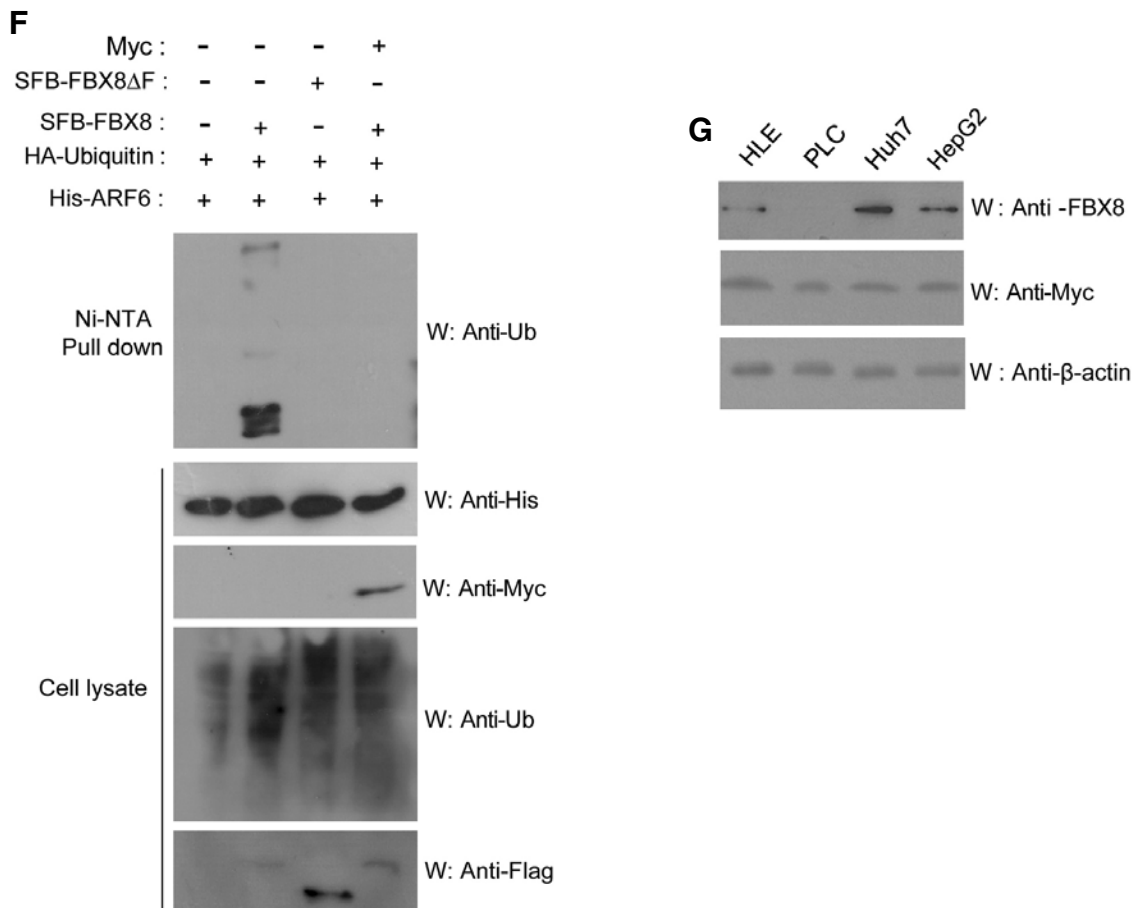 F
Myc : - - - +
SFB-FBX8ΔF : - - + -
SFB-FBX8 : - + - +
HA-Ubiquitin : + + + +
His-ARF6 : + + + +
Ni-NTA
Pull down
W: Anti-Ub
W: Anti-His
W: Anti-Myc
Cell lysate
W: Anti-Ub
W: Anti-Flag
G
HLE PLC Huh7 HepG2
W : Anti -FBX8
W: Anti-Myc
W : Anti-β-actin